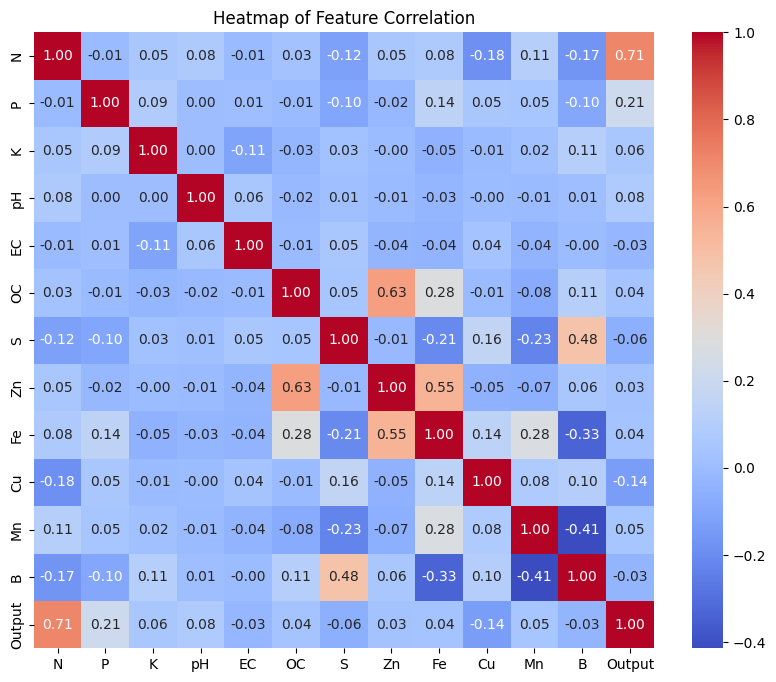 Heatmap of Feature Correlation
N 1.00 -0.01 0.05 0.08 -0.01 0.03 -0.12 0.05 0.08 -0.18 0.11 -0.17 0.71
P -0.01 1.00 0.09 0.00 0.01 -0.01 -0.10 -0.02 0.14 0.05 0.05 -0.10 0.21
K 0.05 0.09 1.00 0.00 -0.11 -0.03 0.03 -0.00 -0.05 -0.01 0.02 0.11 0.06
pH 0.08 0.00 0.00 1.00 0.06 -0.02 0.01 -0.01 -0.03 -0.00 -0.01 0.01 0.08
EC -0.01 0.01 -0.11 0.06 1.00 -0.01 0.05 -0.04 -0.04 0.04 -0.04 -0.00 -0.03
OC 0.03 -0.01 -0.03 -0.02 -0.01 1.00 0.05 0.63 0.28 -0.01 -0.08 0.11 0.04
S -0.12 -0.10 0.03 0.01 0.05 0.05 1.00 -0.01 -0.21 0.16 -0.23 0.48 -0.06
Zn 0.05 -0.02 -0.00 -0.01 -0.04 0.63 -0.01 1.00 0.55 -0.05 -0.07 0.06 0.03
Fe 0.08 0.14 -0.05 -0.03 -0.04 0.28 -0.21 0.55 1.00 0.14 0.28 -0.33 0.04
Cu -0.18 0.05 -0.01 -0.00 0.04 -0.01 0.16 -0.05 0.14 1.00 0.08 0.10 -0.14
Mn 0.11 0.05 0.02 -0.01 -0.04 -0.08 -0.23 -0.07 0.28 0.08 1.00 -0.41 0.05
B -0.17 -0.10 0.11 0.01 -0.00 0.11 0.48 0.06 -0.33 0.10 -0.41 1.00 -0.03
Output 0.71 0.21 0.06 0.08 -0.03 0.04 -0.06 0.03 0.04 -0.14 0.05 -0.03 1.00
N P K pH EC OC S Zn Fe Cu Mn B Output
1.0
0.8
0.6
0.4
0.2
0.0
−0.2
−0.4